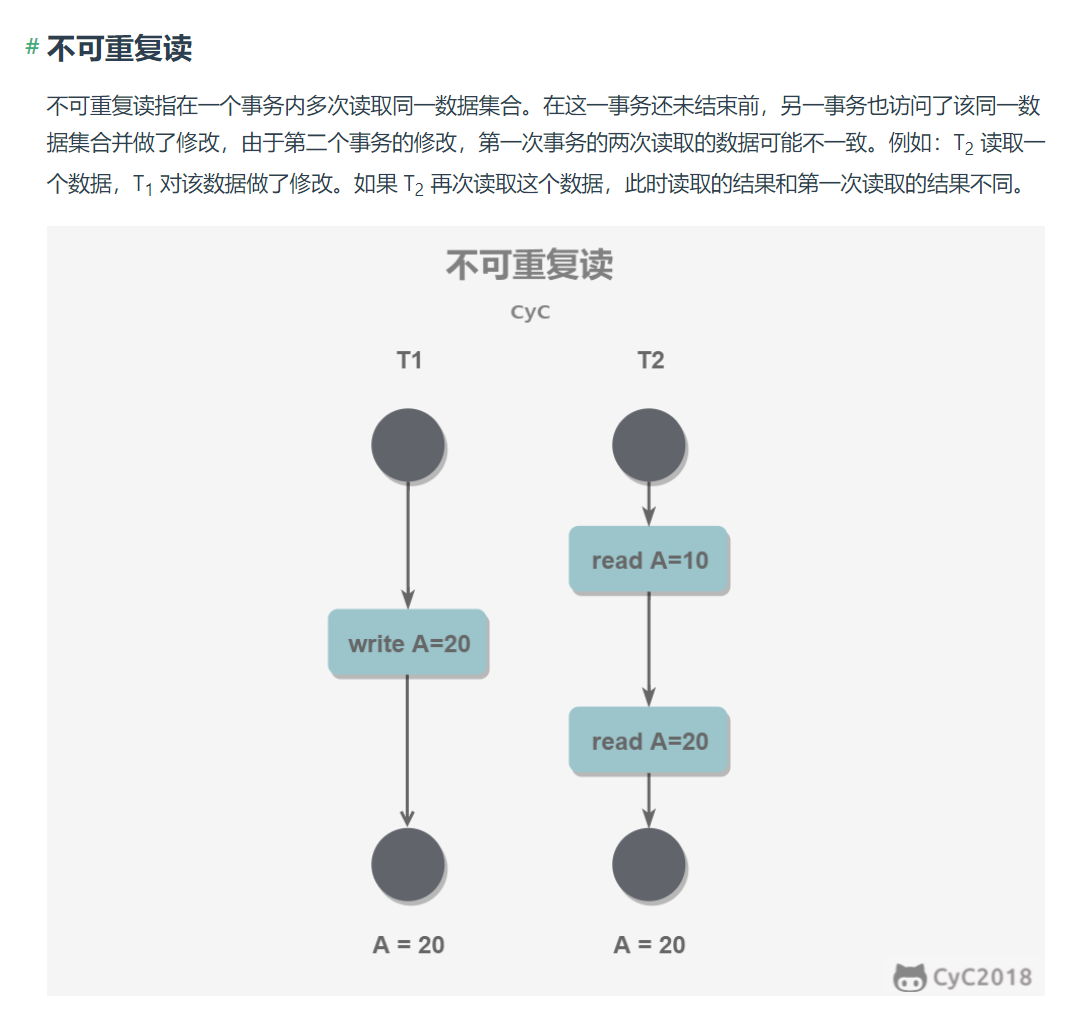 # 不可重复读
不可重复读指在一个事务内多次读取同一数据集合。在这一事务还未结束前，另一事务也访问了该同一数
据集合并做了修改，由于第二个事务的修改，第一次事务的两次读取的数据可能不一致。例如：T2 读取一
个数据，T1 对该数据做了修改。如果 T2 再次读取这个数据，此时读取的结果和第一次读取的结果不同。
不可重复读
CyC
T1 T2
read A=10
write A=20
read A=20
A = 20 A = 20
CyC2018